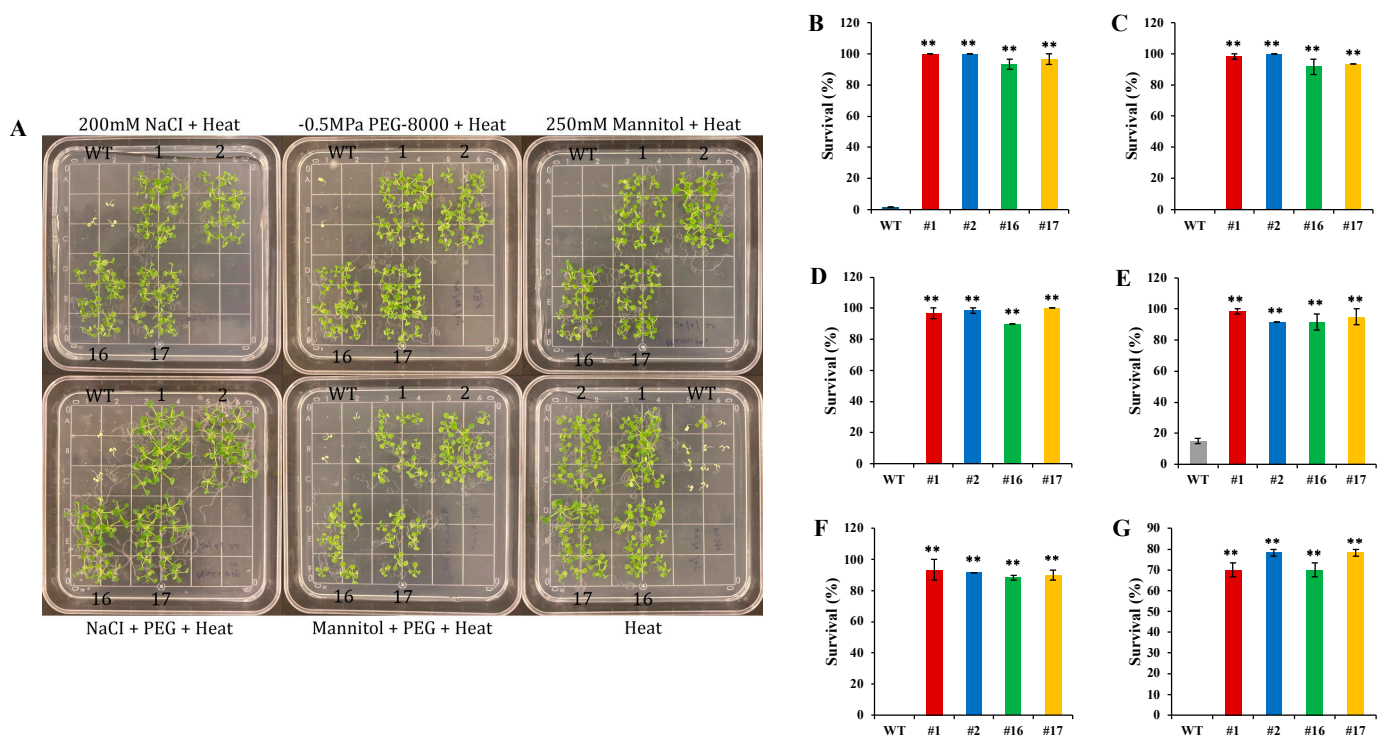 A
200mM NaCI + Heat
-0.5MPa PEG-8000 + Heat
250mM Mannitol + Heat
WT 1 2
16 17
WT 1 2
16 17
WT 1 2
16 17
WT 1 2
16 17
WT 1 2
16 17
2 1 WT
17 16
NaCI + PEG + Heat
Mannitol + PEG + Heat
Heat
B
Survival (%)
120
100
80
60
40
20
0
** ** ** **
WT #1 #2 #16 #17
C
Survival (%)
120
100
80
60
40
20
0
** ** ** **
WT #1 #2 #16 #17
D
Survival (%)
120
100
80
60
40
20
0
** ** ** **
WT #1 #2 #16 #17
E
Survival (%)
120
100
80
60
40
20
0
** ** ** **
WT #1 #2 #16 #17
F
Survival (%)
120
100
80
60
40
20
0
** ** ** **
WT #1 #2 #16 #17
G
Survival (%)
90
80
70
60
50
40
30
20
10
0
** ** ** **
WT #1 #2 #16 #17